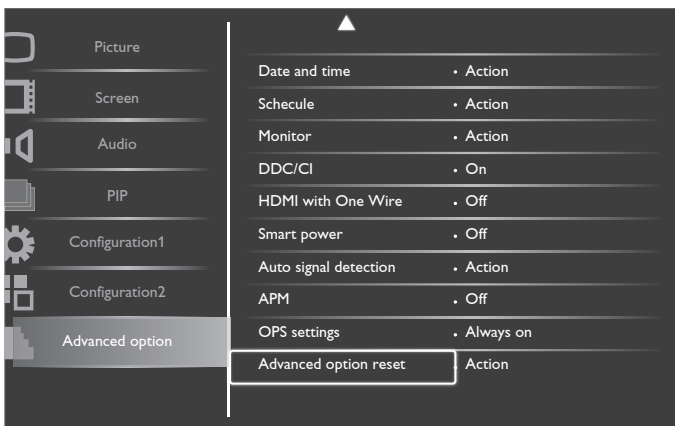 Picture
Screen
Audio
PIP
Configuration1
Configuration2
Advanced option
Date and time • Action
Schecule • Action
Monitor • Action
DDC/CI • On
HDMI with One Wire • Off
Smart power • Off
Auto signal detection • Action
APM • Off
OPS settings • Always on
Advanced option reset • Action